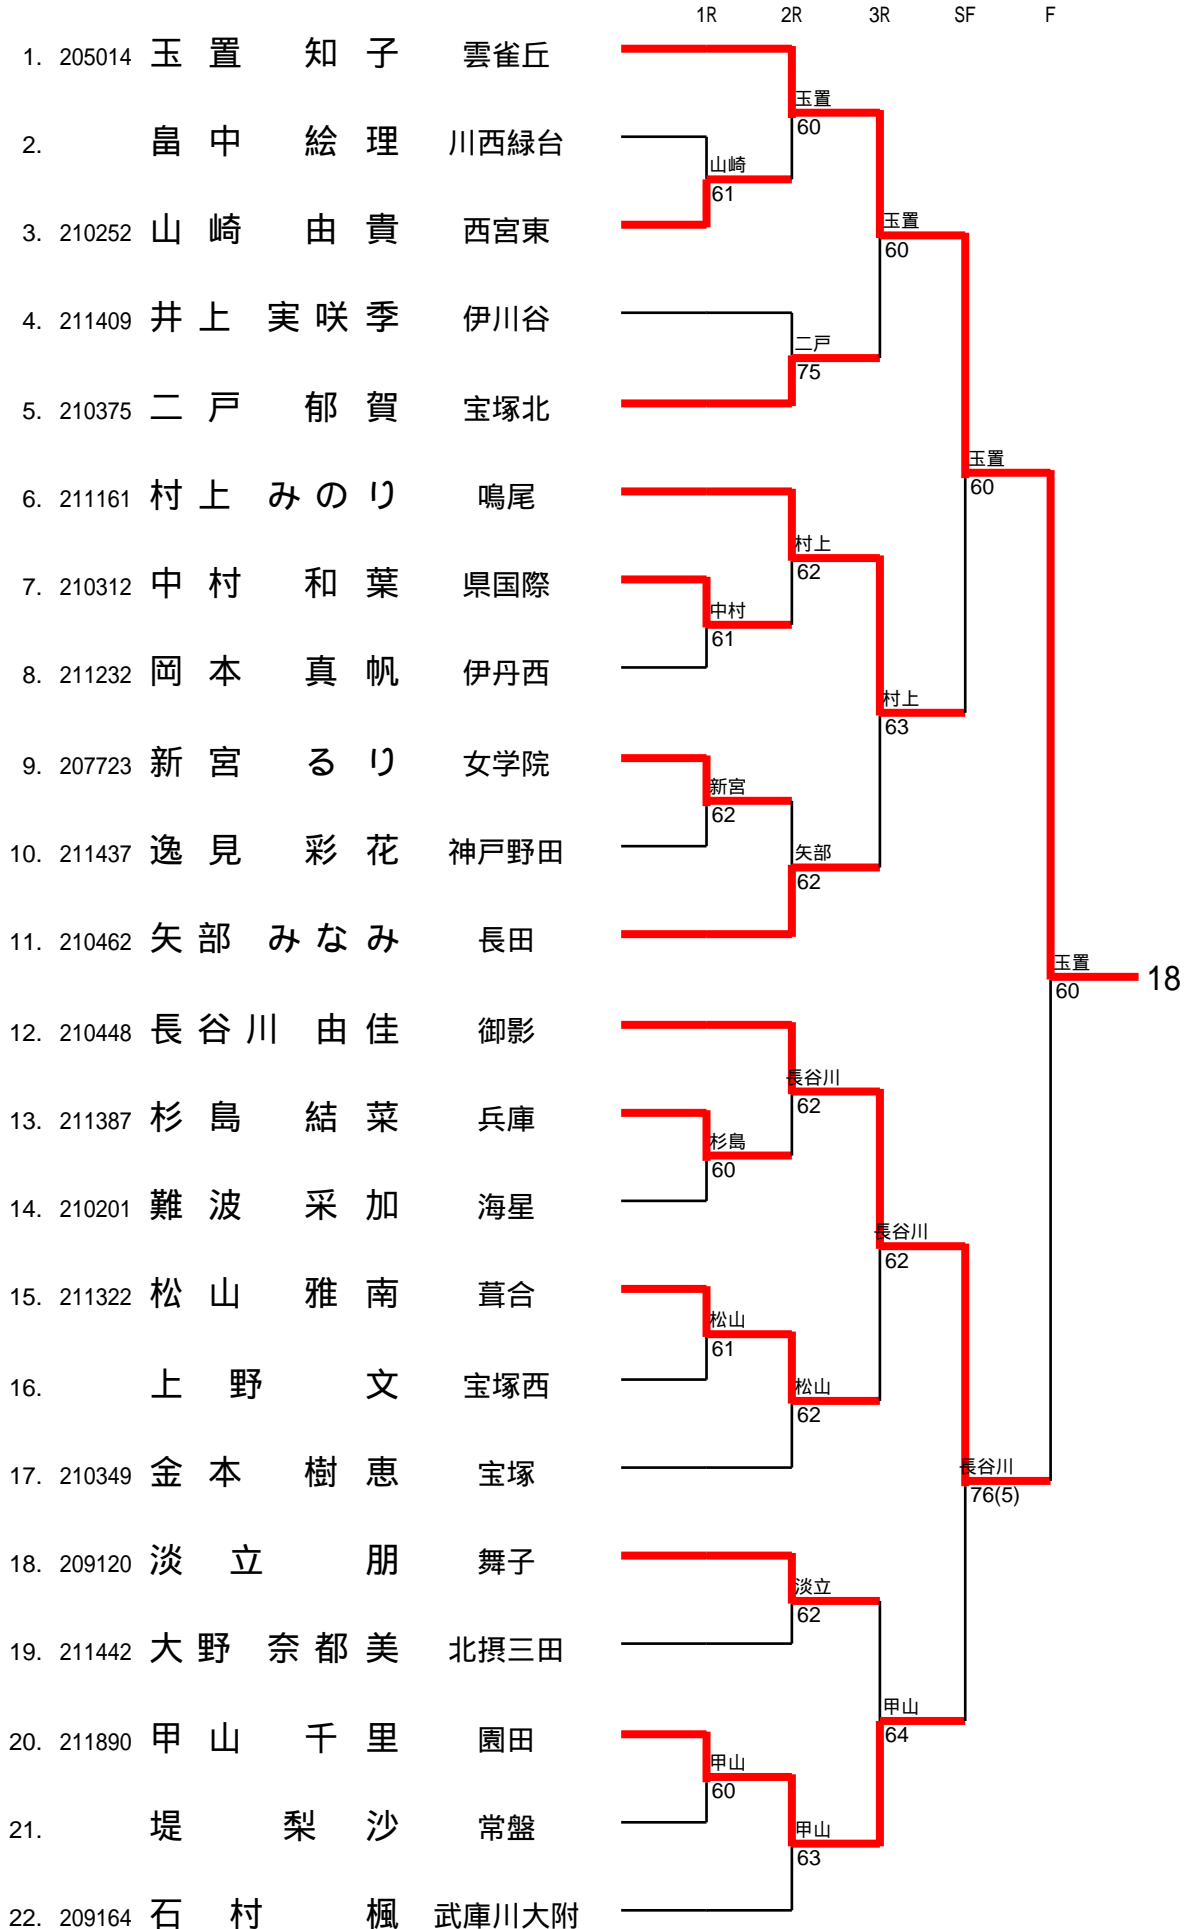 1R 2R 3R SF F
1. 205014 玉置 知子 雲雀丘
玉置
60
2. 畠中 絵理 川西緑台
山崎
61
3. 210252 山崎 由貴 西宮東
玉置
60
4. 211409 井上 実咲季 伊川谷
二戸
75
5. 210375 二戸 郁賀 宝塚北
玉置
60
6. 211161 村上 みのり 鳴尾
村上
62
7. 210312 中村 和葉 県国際
中村
61
8. 211232 岡本 真帆 伊丹西
村上
63
9. 207723 新宮 るり 女学院
新宮
62
10. 211437 逸見 彩花 神戸野田
矢部
62
11. 210462 矢部 みなみ 長田
玉置
60
18
12. 210448 長谷川 由佳 御影
長谷川
62
13. 211387 杉島 結菜 兵庫
杉島
60
14. 210201 難波 采加 海星
長谷川
62
15. 211322 松山 雅南 葺合
松山
61
16. 上野 文 宝塚西
松山
62
17. 210349 金本 樹恵 宝塚
長谷川
76(5)
18. 209120 淡立 朋 舞子
淡立
62
19. 211442 大野 奈都美 北摂三田
甲山
64
20. 211890 甲山 千里 園田
甲山
60
21. 堤 梨沙 常盤
甲山
63
22. 209164 石村 楓 武庫川大附